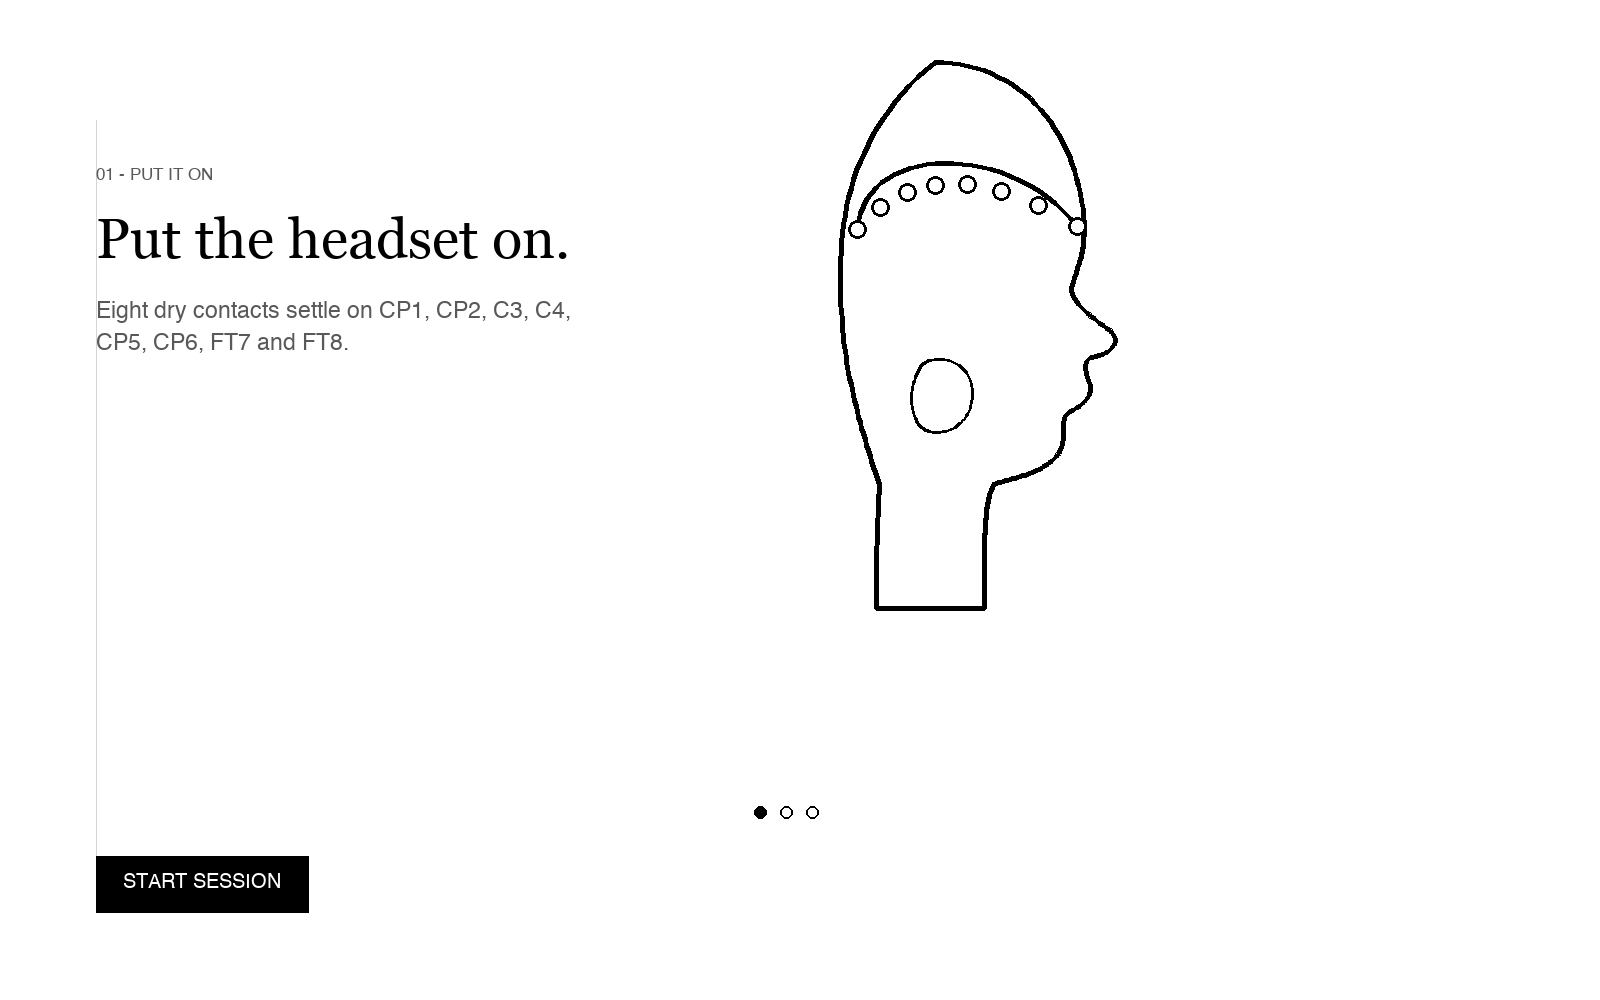 01 - PUT IT ON
Put the headset on.
Eight dry contacts settle on CP1, CP2, C3, C4,
CP5, CP6, FT7 and FT8.
START SESSION